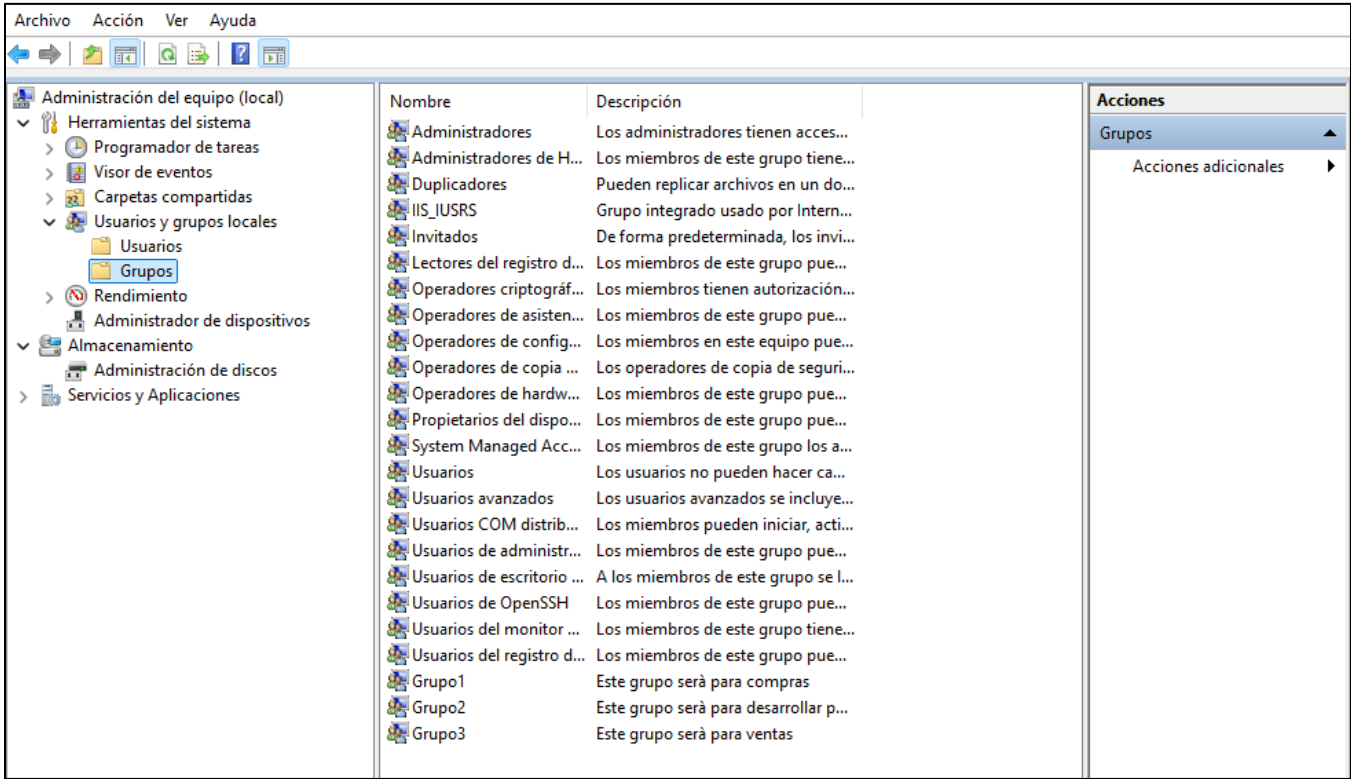 Archivo Acción Ver Ayuda
Administración del equipo (local)
Herramientas del sistema
Programador de tareas
Visor de eventos
Carpetas compartidas
Usuarios y grupos locales
Usuarios
Grupos
Rendimiento
Administrador de dispositivos
Almacenamiento
Administración de discos
Servicios y Aplicaciones
Nombre Descripción
Administradores Los administradores tienen acces...
Administradores de H... Los miembros de este grupo tiene...
Duplicadores Pueden replicar archivos en un do...
IIS_IUSRS Grupo integrado usado por Intern...
Invitados De forma predeterminada, los invi...
Lectores del registro d... Los miembros de este grupo pue...
Operadores criptográf... Los miembros tienen autorización...
Operadores de asisten... Los miembros de este grupo pue...
Operadores de config... Los miembros en este equipo pue...
Operadores de copia ... Los operadores de copia de seguri...
Operadores de hardw... Los miembros de este grupo pue...
Propietarios del dispo... Los miembros de este grupo pue...
System Managed Acc... Los miembros de este grupo los a...
Usuarios Los usuarios no pueden hacer ca...
Usuarios avanzados Los usuarios avanzados se incluye...
Usuarios COM distrib... Los miembros pueden iniciar, acti...
Usuarios de administr... Los miembros de este grupo pue...
Usuarios de escritorio ... A los miembros de este grupo se l...
Usuarios de OpenSSH Los miembros de este grupo pue...
Usuarios del monitor ... Los miembros de este grupo tiene...
Usuarios del registro d... Los miembros de este grupo pue...
Grupo1 Este grupo serà para compras
Grupo2 Este grupo serà para desarrollar p...
Grupo3 Este grupo serà para ventas
Acciones
Grupos
Acciones adicionales